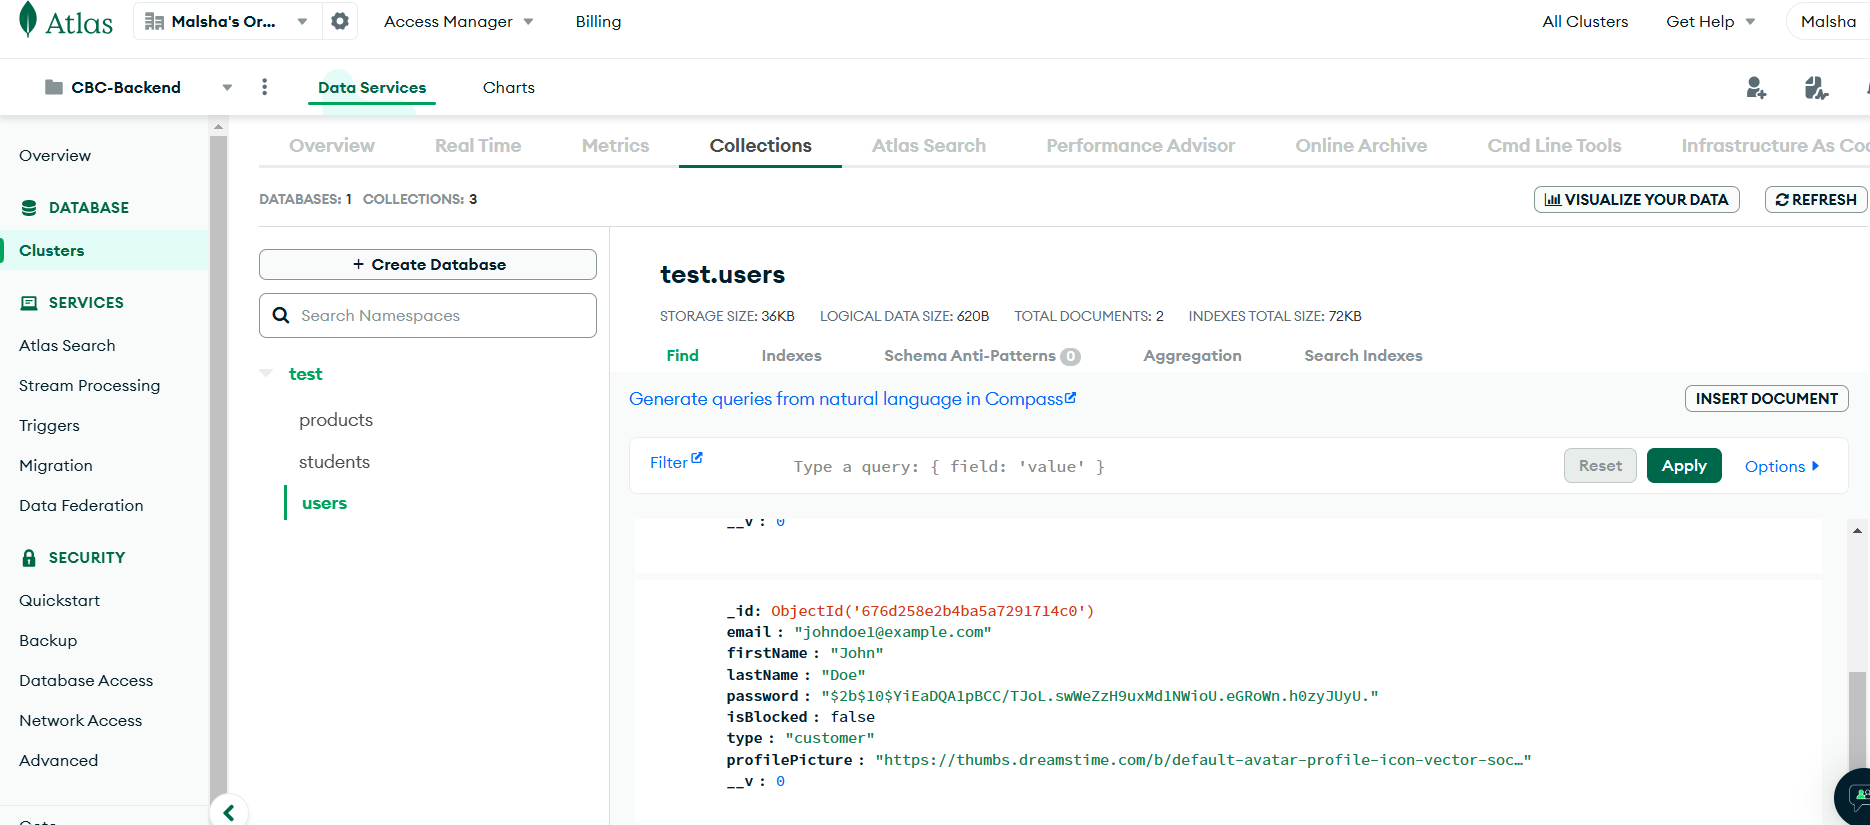 Atlas
Malsha's Or...
Access Manager
Billing
All Clusters
Get Help
Malsha
CBC-Backend
Data Services
Charts
Overview
Real Time
Metrics
Collections
Atlas Search
Performance Advisor
Online Archive
Cmd Line Tools
Infrastructure As
Overview
DATABASE
Clusters
SERVICES
Atlas Search
Stream Processing
Triggers
Migration
Data Federation
SECURITY
Quickstart
Backup
Database Access
Network Access
Advanced
DATABASES: 1 COLLECTIONS: 3
VISUALIZE YOUR DATA
REFRESH
+ Create Database
Search Namespaces
test
products
students
users
test.users
STORAGE SIZE: 36KB LOGICAL DATA SIZE: 620B TOTAL DOCUMENTS: 2 INDEXES TOTAL SIZE: 72KB
Find
Indexes
Schema Anti-Patterns 0
Aggregation
Search Indexes
Generate queries from natural language in Compass
INSERT DOCUMENT
Filter
Type a query: { field: 'value' }
Reset
Apply
Options
__v : 0
_id: ObjectId('676d258e2b4ba5a7291714c0')
email : "johndoe1@example.com"
firstName : "John"
lastName : "Doe"
password : "$2b$10$YiEaDQA1pBCC/TJoL.swWeZzH9uxMd1NWioU.eGRoWn.h0zyJUyU."
isBlocked : false
type : "customer"
profilePicture : "https://thumbs.dreamstime.com/b/default-avatar-profile-icon-vector-soc…"
__v : 0